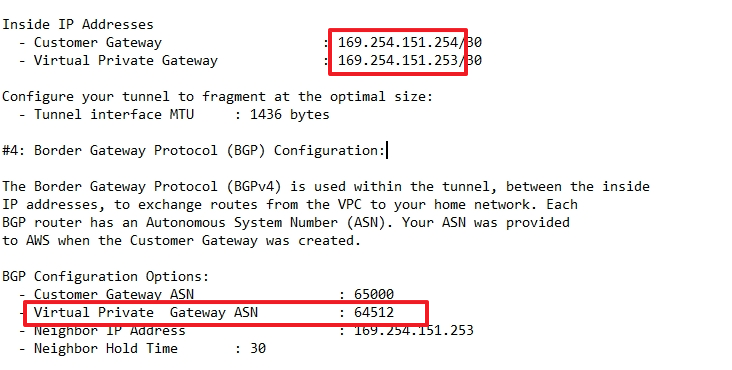 Inside IP Addresses
- Customer Gateway : 169.254.151.254/30
- Virtual Private Gateway : 169.254.151.253/30
Configure your tunnel to fragment at the optimal size:
- Tunnel interface MTU : 1436 bytes
#4: Border Gateway Protocol (BGP) Configuration:
The Border Gateway Protocol (BGPv4) is used within the tunnel, between the inside
IP addresses, to exchange routes from the VPC to your home network. Each
BGP router has an Autonomous System Number (ASN). Your ASN was provided
to AWS when the Customer Gateway was created.
BGP Configuration Options:
- Customer Gateway ASN : 65000
- Virtual Private Gateway ASN : 64512
- Neighbor IP Address : 169.254.151.253
- Neighbor Hold Time : 30